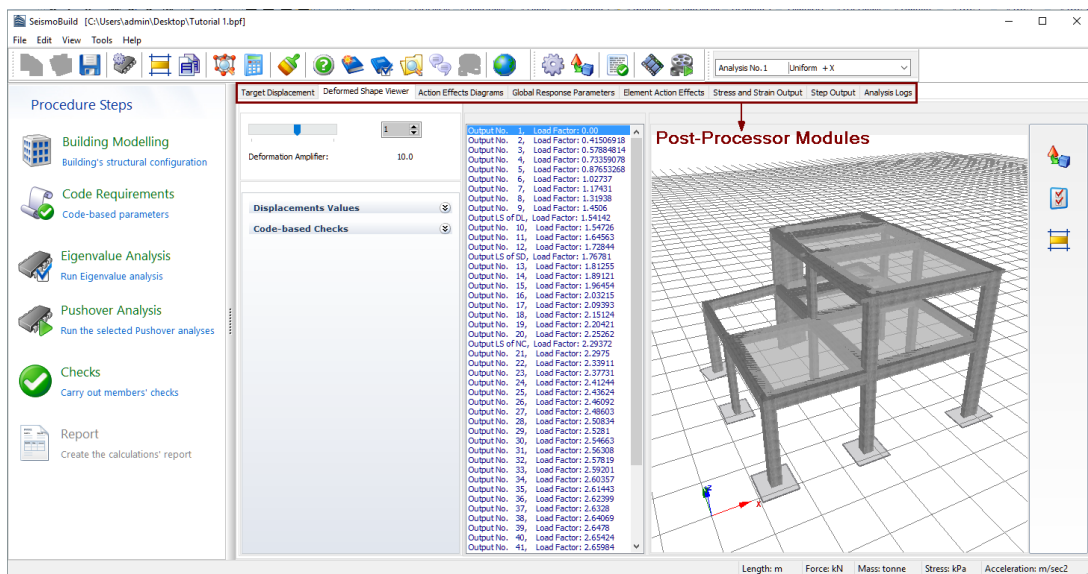 SeismoBuild [C:\Users\admin\Desktop\Tutorial 1.bpf]
File Edit View Tools Help
Analysis No.1 Uniform +X
Target Displacement Deformed Shape Viewer Action Effects Diagrams Global Response Parameters Element Action Effects Stress and Strain Output Step Output Analysis Logs
Procedure Steps
Building Modelling
Building's structural configuration
Code Requirements
Code-based parameters
Eigenvalue Analysis
Run Eigenvalue analysis
Pushover Analysis
Run the selected Pushover analyses
Checks
Carry out members' checks
Report
Create the calculations' report
1
Deformation Amplifier: 10.0
Displacements Values
Code-based Checks
Output No. 1, Load Factor: 0.00
Output No. 2, Load Factor: 0.41506918
Output No. 3, Load Factor: 0.57884814
Output No. 4, Load Factor: 0.73359078
Output No. 5, Load Factor: 0.87653268
Output No. 6, Load Factor: 1.02737
Output No. 7, Load Factor: 1.17431
Output No. 8, Load Factor: 1.31938
Output No. 9, Load Factor: 1.4506
Output LS of DL, Load Factor: 1.54142
Output No. 10, Load Factor: 1.54726
Output No. 11, Load Factor: 1.64563
Output No. 12, Load Factor: 1.72844
Output LS of SD, Load Factor: 1.76781
Output No. 13, Load Factor: 1.81255
Output No. 14, Load Factor: 1.89121
Output No. 15, Load Factor: 1.96454
Output No. 16, Load Factor: 2.03215
Output No. 17, Load Factor: 2.09393
Output No. 18, Load Factor: 2.15124
Output No. 19, Load Factor: 2.20421
Output No. 20, Load Factor: 2.25262
Output LS of NC, Load Factor: 2.29372
Output No. 21, Load Factor: 2.2975
Output No. 22, Load Factor: 2.33911
Output No. 23, Load Factor: 2.37731
Output No. 24, Load Factor: 2.41244
Output No. 25, Load Factor: 2.43624
Output No. 26, Load Factor: 2.46092
Output No. 27, Load Factor: 2.48603
Output No. 28, Load Factor: 2.50834
Output No. 29, Load Factor: 2.5281
Output No. 30, Load Factor: 2.54663
Output No. 31, Load Factor: 2.56308
Output No. 32, Load Factor: 2.57819
Output No. 33, Load Factor: 2.59201
Output No. 34, Load Factor: 2.60357
Output No. 35, Load Factor: 2.61443
Output No. 36, Load Factor: 2.62399
Output No. 37, Load Factor: 2.6328
Output No. 38, Load Factor: 2.64069
Output No. 39, Load Factor: 2.6478
Output No. 40, Load Factor: 2.65424
Output No. 41, Load Factor: 2.65984
Post-Processor Modules
Z
X
Length: m Force: kN Mass: tonne Stress: kPa Acceleration: m/sec2